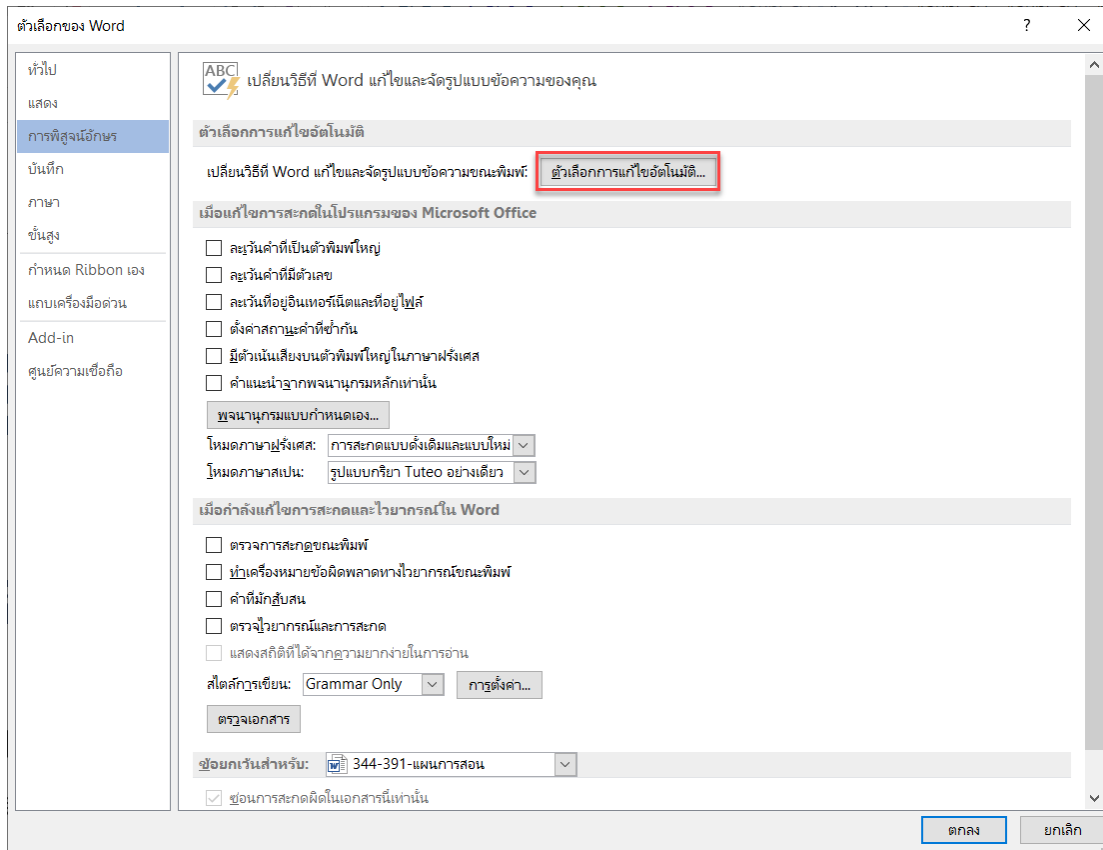 ตัวเลือกของ Word
?
ทั่วไป
แสดง
การพิสูจน์อักษร
บันทึก
ภาษา
ขั้นสูง
กำหนด Ribbon เอง
แถบเครื่องมือด่วน
Add-in
ศูนย์ความเชื่อถือ
ABC
เปลี่ยนวิธีที่ Word แก้ไขและจัดรูปแบบข้อความของคุณ
ตัวเลือกการแก้ไขอัตโนมัติ
เปลี่ยนวิธีที่ Word แก้ไขและจัดรูปแบบข้อความขณะพิมพ์: ตัวเลือกการแก้ไขอัตโนมัติ...
เมื่อแก้ไขการสะกดในโปรแกรมของ Microsoft Office
ละเว้นคำที่เป็นตัวพิมพ์ใหญ่
ละเว้นคำที่มีตัวเลข
ละเว้นที่อยู่อินเทอร์เน็ตและที่อยู่ไฟล์
ตั้งค่าสถานะคำที่ซ้ำกัน
มีตัวเน้นเสียงบนตัวพิมพ์ใหญ่ในภาษาฝรั่งเศส
คำแนะนำจากพจนานุกรมหลักเท่านั้น
พจนานุกรมแบบกำหนดเอง...
โหมดภาษาฝรั่งเศส: การสะกดแบบดั้งเดิมและแบบใหม่
โหมดภาษาสเปน: รูปแบบกริยา Tuteo อย่างเดียว
เมื่อกำลังแก้ไขการสะกดและไวยากรณ์ใน Word
ตรวจการสะกดขณะพิมพ์
ทำเครื่องหมายข้อผิดพลาดทางไวยากรณ์ขณะพิมพ์
คำที่มักสับสน
ตรวจไวยากรณ์และการสะกด
แสดงสถิติที่ได้จากความยากง่ายในการอ่าน
สไตล์การเขียน: Grammar Only การตั้งค่า...
ตรวจเอกสาร
ข้อยกเว้นสำหรับ: 344-391-แผนการสอน
ซ่อนการสะกดผิดในเอกสารนี้เท่านั้น
ตกลง ยกเลิก